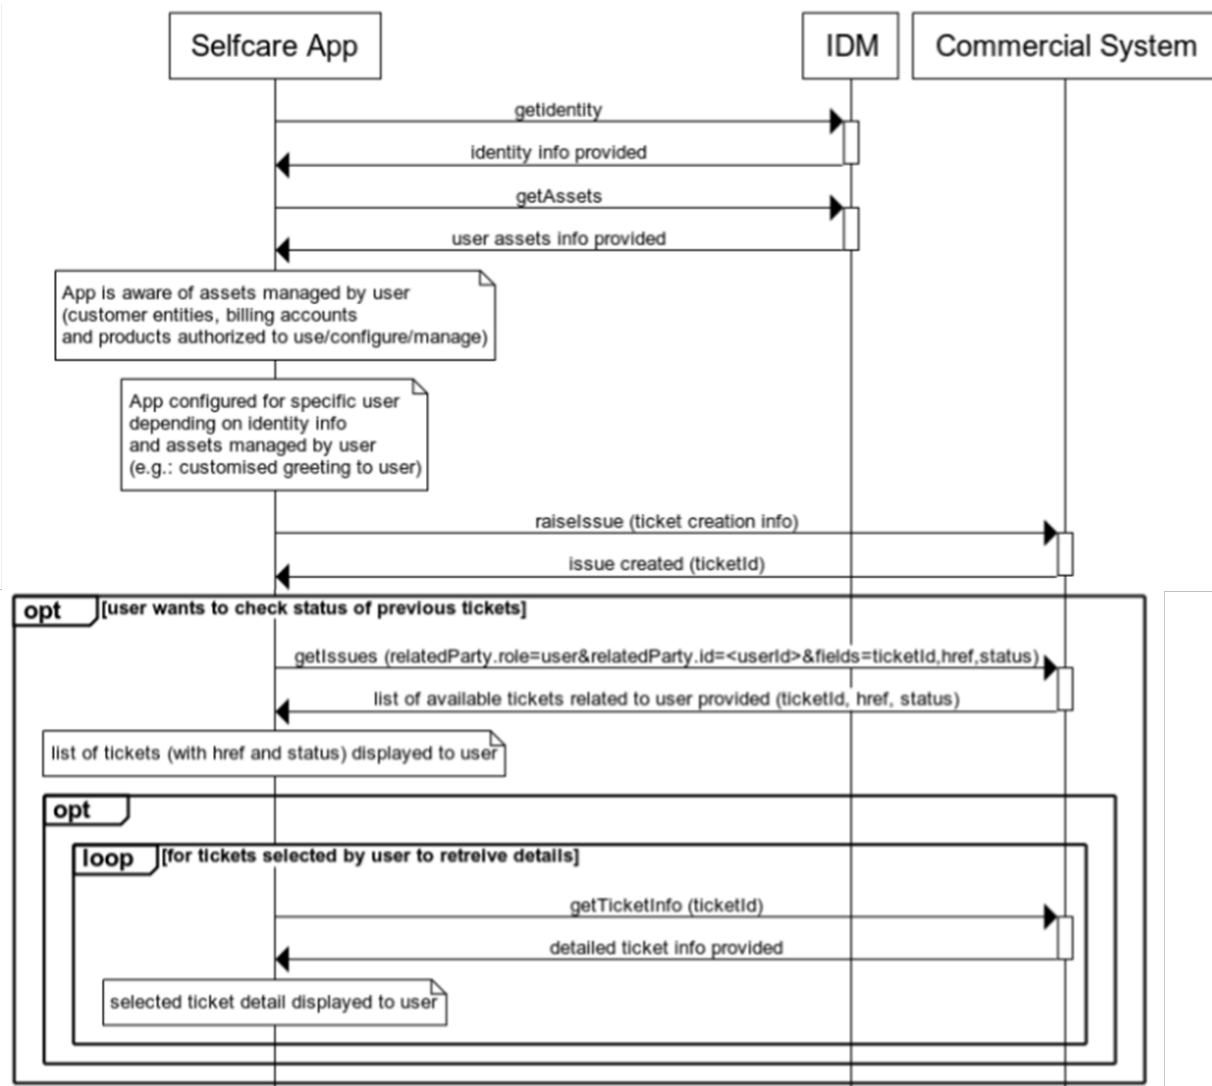 Selfcare App
IDM
Commercial System
getIdentity
identity info provided
getAssets
user assets info provided
App is aware of assets managed by user
(customer entities, billing accounts
and products authorized to use/configure/manage)
App configured for specific user
depending on identity info
and assets managed by user
(e.g.: customised greeting to user)
raiseIssue (ticket creation info)
issue created (ticketId)
opt [user wants to check status of previous tickets]
getIssues (relatedParty.role=user&relatedParty.id=<userId>&fields=ticketId,href,status)
list of available tickets related to user provided (ticketId, href, status)
list of tickets (with href and status) displayed to user
opt
loop [for tickets selected by user to retreive details]
getTicketInfo (ticketId)
detailed ticket info provided
selected ticket detail displayed to user